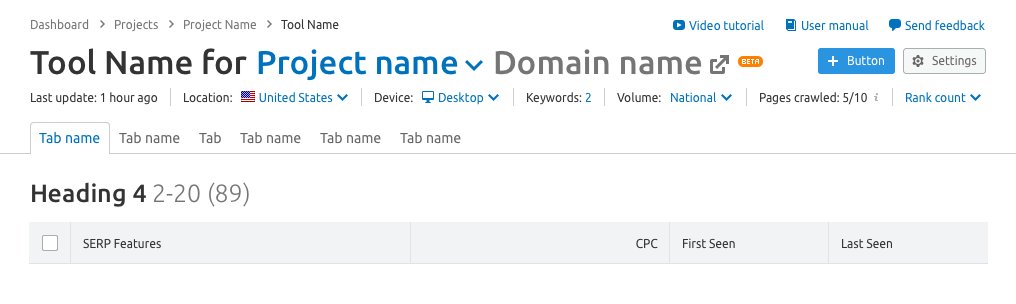 Dashboard Projects Project Name Tool Name Video tutorial User manual Send feedback
Tool Name for Project name Domain name BETA + Button Settings
Last update: 1 hour ago Location: United States Device: Desktop Keywords: 2 Volume: National Pages crawled: 5/10 i Rank count
Tab name Tab name Tab Tab name Tab name Tab name
Heading 4 2-20 (89)
SERP Features CPC First Seen Last Seen